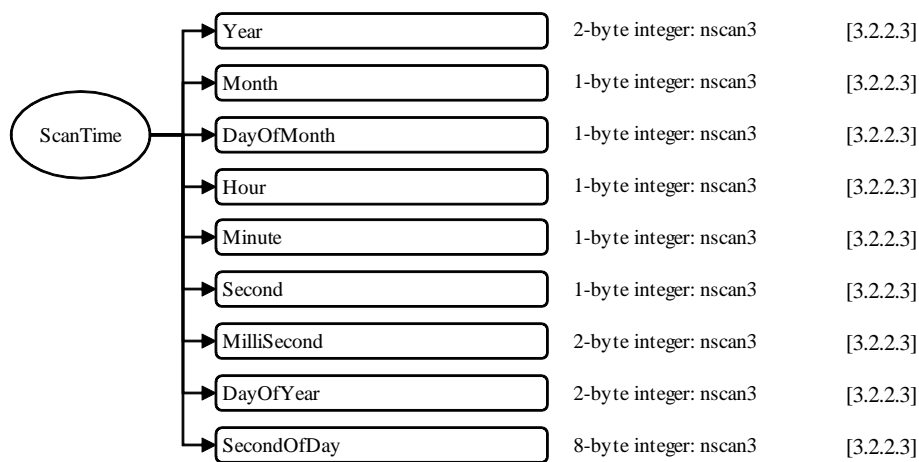 Year 2-byte integer: nscan3 [3.2.2.3]
Month 1-byte integer: nscan3 [3.2.2.3]
ScanTime DayOfMonth 1-byte integer: nscan3 [3.2.2.3]
Hour 1-byte integer: nscan3 [3.2.2.3]
Minute 1-byte integer: nscan3 [3.2.2.3]
Second 1-byte integer: nscan3 [3.2.2.3]
MilliSecond 2-byte integer: nscan3 [3.2.2.3]
DayOfYear 2-byte integer: nscan3 [3.2.2.3]
SecondOfDay 8-byte integer: nscan3 [3.2.2.3]